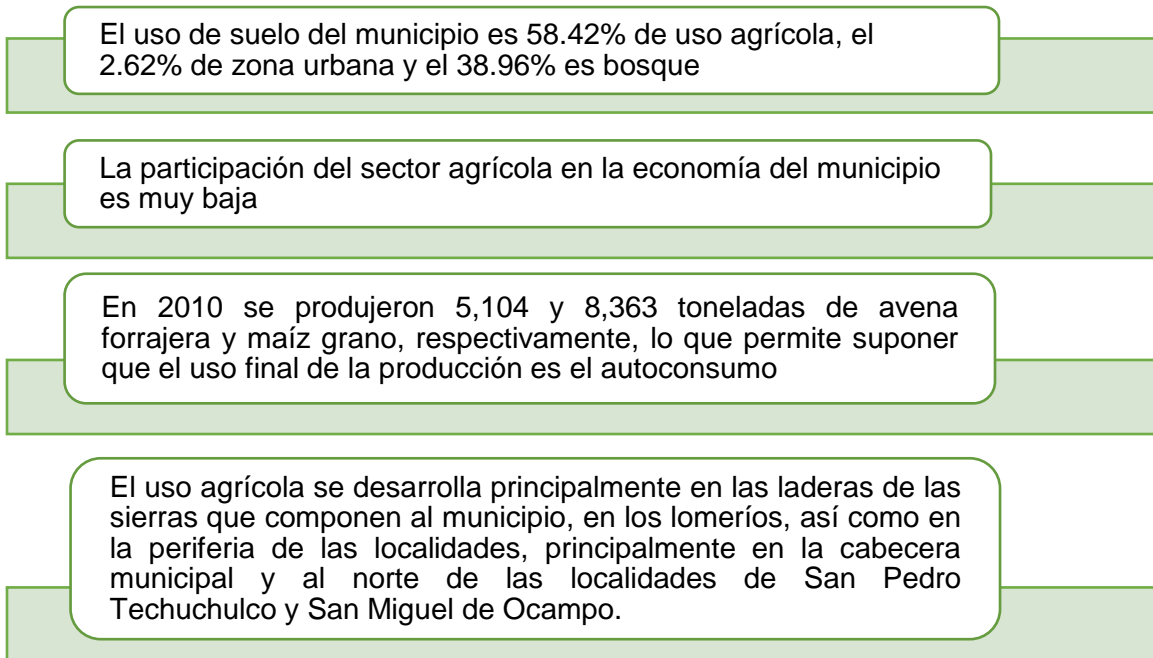 El uso de suelo del municipio es 58.42% de uso agrícola, el
2.62% de zona urbana y el 38.96% es bosque
La participación del sector agrícola en la economía del municipio
es muy baja
En 2010 se produjeron 5,104 y 8,363 toneladas de avena
forrajera y maíz grano, respectivamente, lo que permite suponer
que el uso final de la producción es el autoconsumo
El uso agrícola se desarrolla principalmente en las laderas de las
sierras que componen al municipio, en los lomeríos, así como en
la periferia de las localidades, principalmente en la cabecera
municipal y al norte de las localidades de San Pedro
Techuchulco y San Miguel de Ocampo.